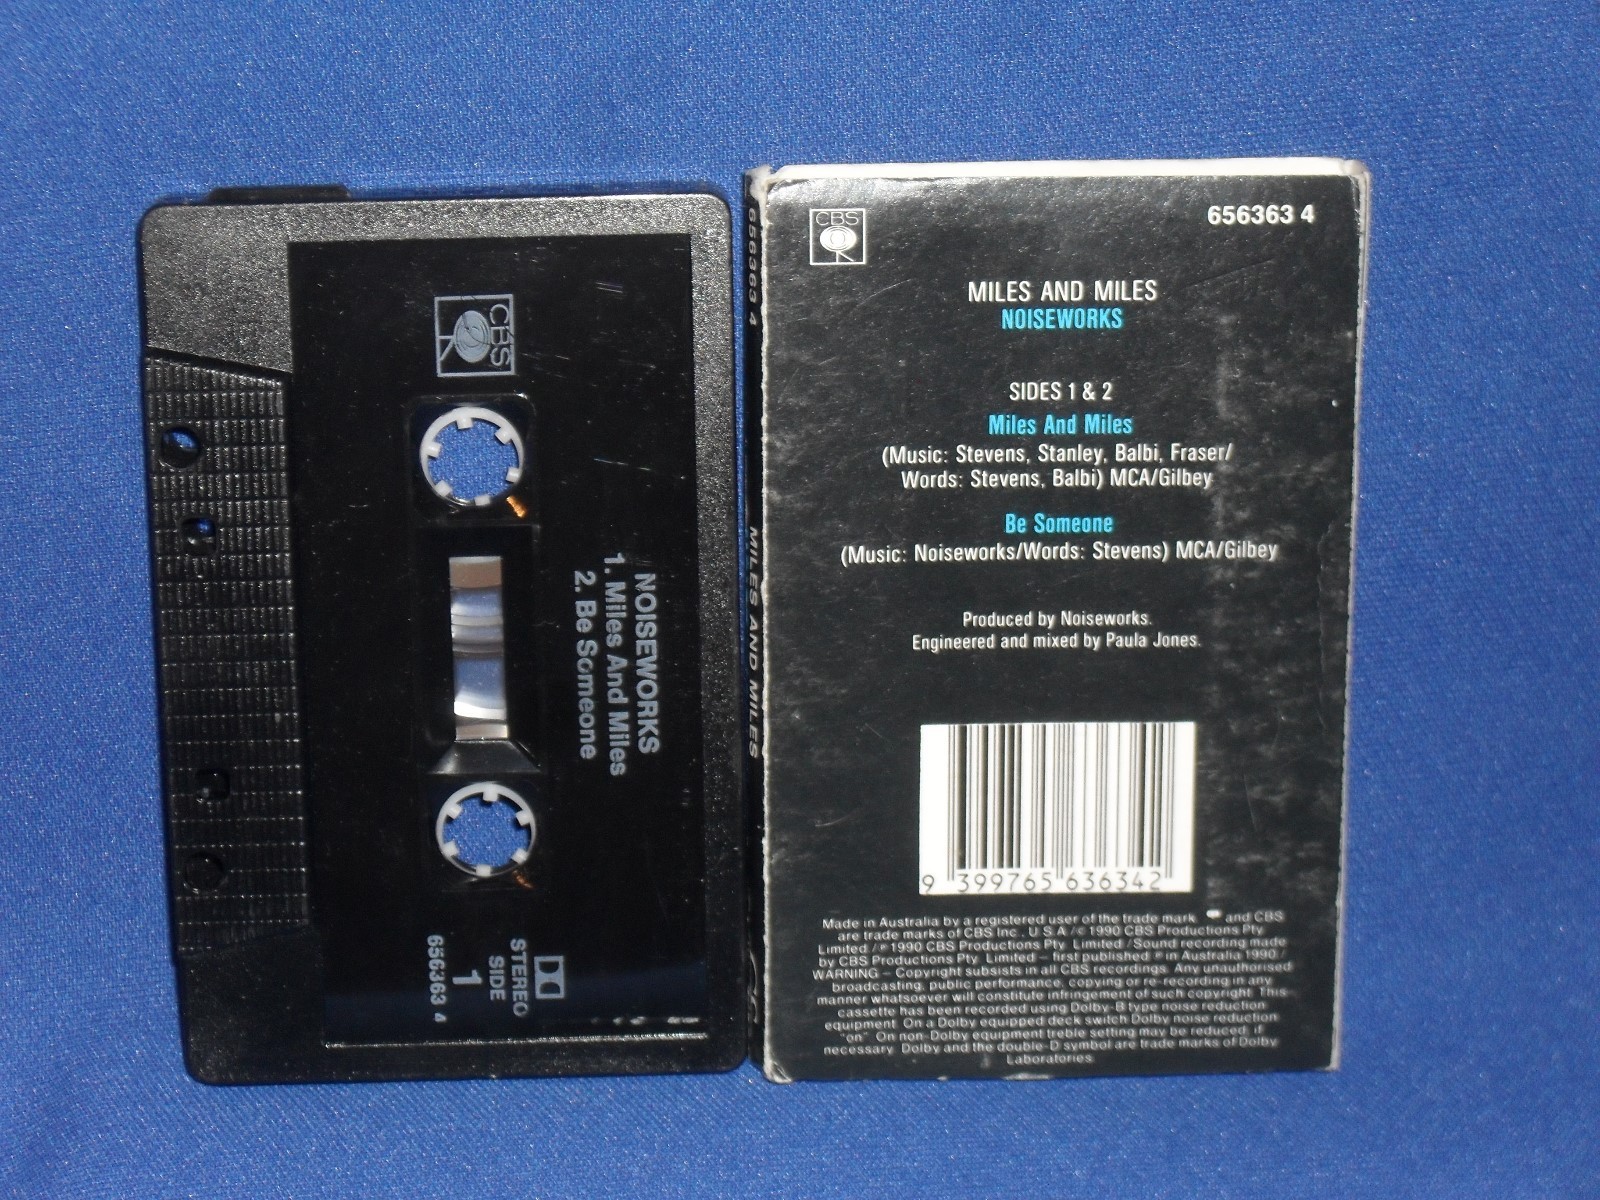 CBS
NOISEWORKS
1. Miles And Miles
2. Be Someone
STEREO
SIDE
1
656363 4
656363 4
MILES AND MILES
CBS
656363 4
MILES AND MILES
NOISEWORKS
SIDES 1 & 2
Miles And Miles
(Music: Stevens, Stanley, Balbi, Fraser/
Words: Stevens, Balbi) MCA/Gilbey
Be Someone
(Music: Noiseworks/Words: Stevens) MCA/Gilbey
Produced by Noiseworks.
Engineered and mixed by Paula Jones.
9 399765 636342
Made in Australia by a registered user of the trade mark. and CBS
are trade marks of CBS Inc., U S A /© 1990 CBS Productions Pty
Limited / ℗ 1990 CBS Productions Pty Limited / Sound recording made
by CBS Productions Pty Limited – first published ℗ in Australia 1990 /
WARNING – Copyright subsists in all CBS recordings. Any unauthorised
broadcasting, public performance, copying or re-recording in any
manner whatsoever will constitute infringement of such copyright. This
cassette has been recorded using Dolby-B type noise reduction
equipment. On a Dolby equipped deck switch Dolby noise reduction
"on" On non-Dolby equipment treble setting may be reduced, if
necessary. Dolby and the double-D symbol are trade marks of Dolby
Laboratories.